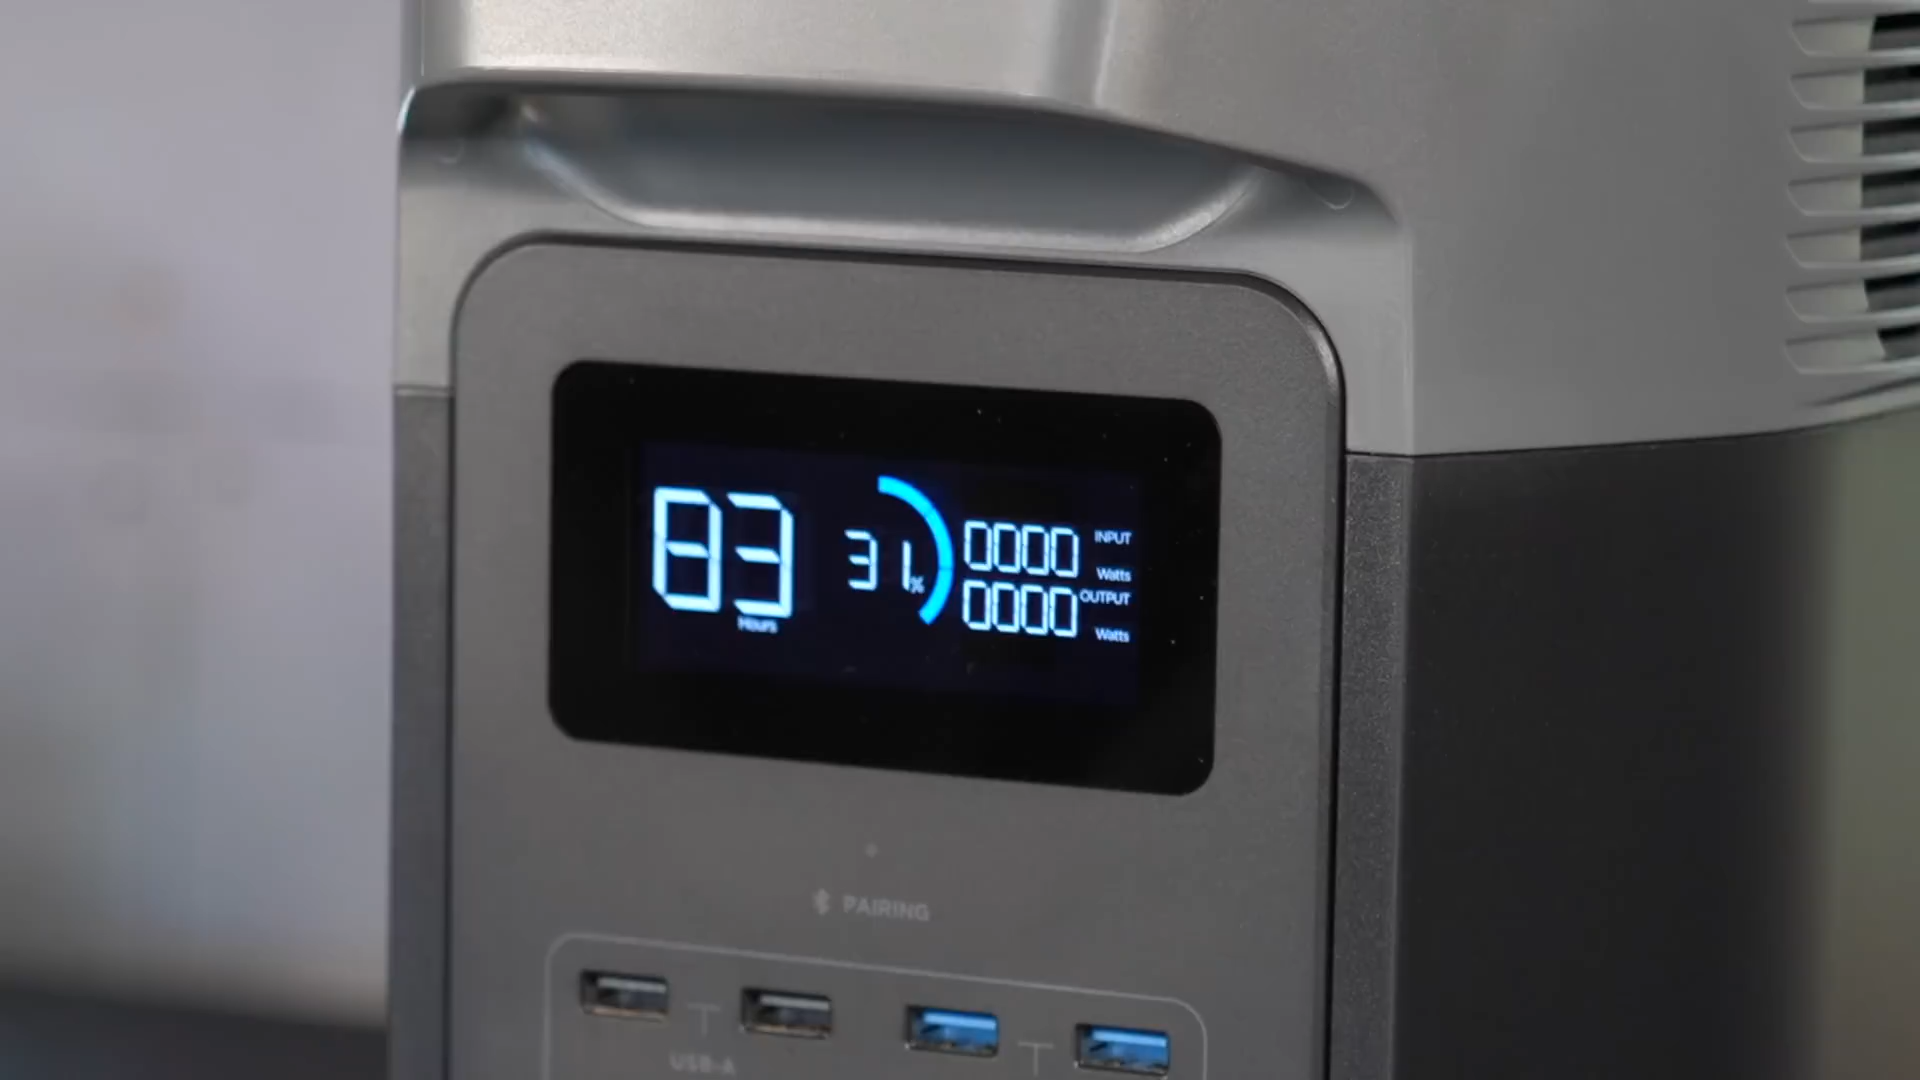 83
Hours
31%
0000 INPUT
Watts
0000 OUTPUT
Watts
PAIRING
USB-A